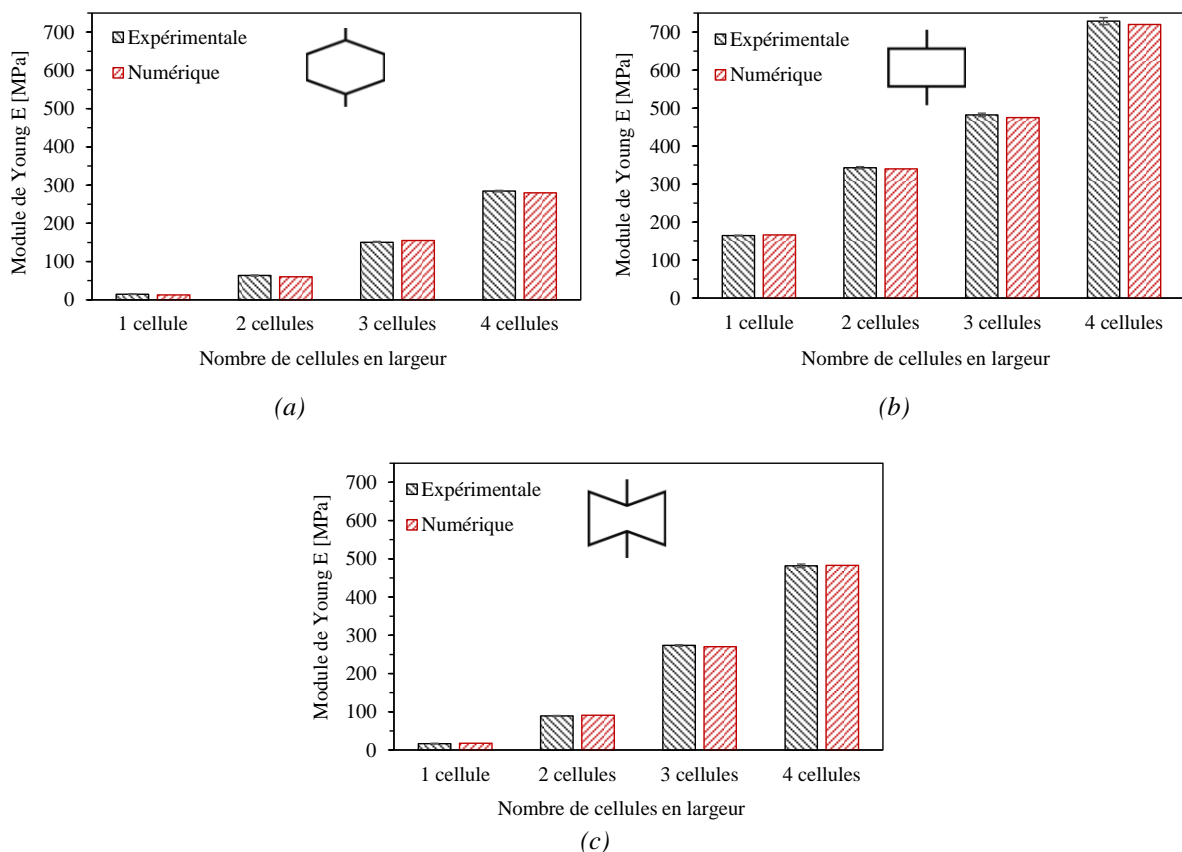 700
600
500
400
300
200
100
0
Module de Young E [MPa]
Expérimentale
Numérique
1 cellule 2 cellules 3 cellules 4 cellules
Nombre de cellules en largeur
(a)
700
600
500
400
300
200
100
0
Module de Young E [MPa]
Expérimentale
Numérique
1 cellule 2 cellules 3 cellules 4 cellules
Nombre de cellules en largeur
(b)
700
600
500
400
300
200
100
0
Module de Young E [MPa]
Expérimentale
Numérique
1 cellule 2 cellules 3 cellules 4 cellules
Nombre de cellules en largeur
(c)